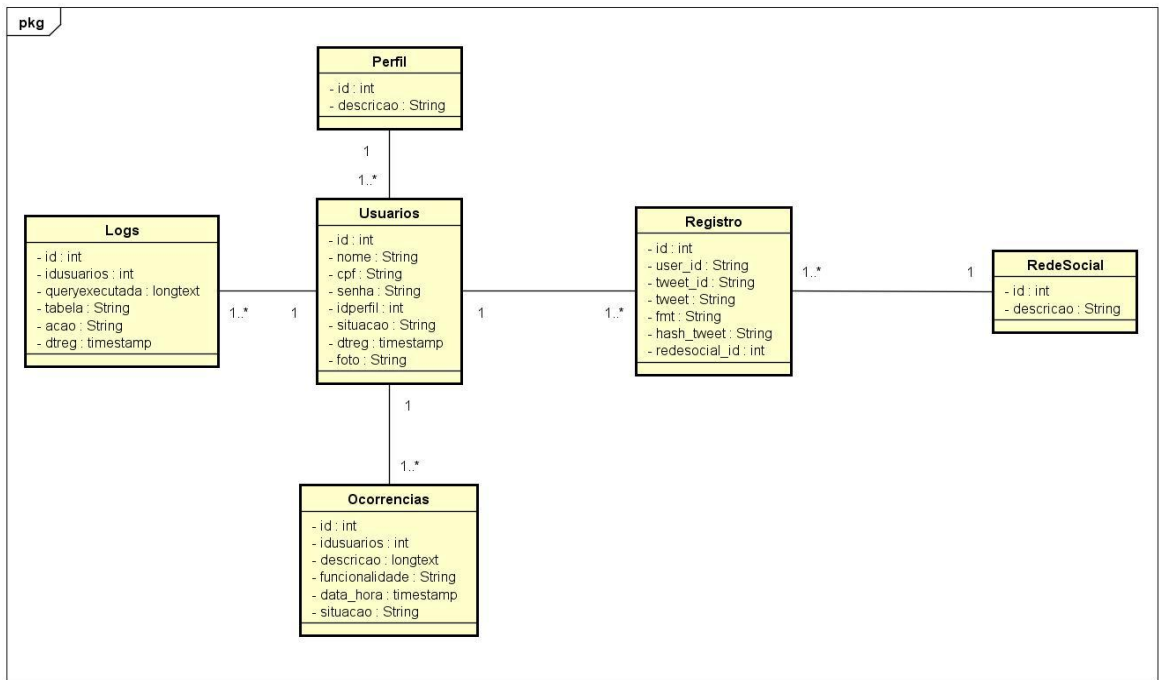 pkg
Perfil
- id : int
- descricao : String
1
1..*
Logs
- id : int
- idusuarios : int
- queryexecutada : longtext
- tabela : String
- acao : String
- dtreg : timestamp
1..*
1
Usuarios
- id : int
- nome : String
- cpf : String
- senha : String
- idperfil : int
- situacao : String
- dtreg : timestamp
- foto : String
1
1..*
Registro
- id : int
- user_id : String
- tweet_id : String
- tweet : String
- fmt : String
- hash_tweet : String
- redesocial_id : int
1..*
1
RedeSocial
- id : int
- descricao : String
1
1..*
Ocorrencias
- id : int
- idusuarios : int
- descricao : longtext
- funcionalidade : String
- data_hora : timestamp
- situacao : String